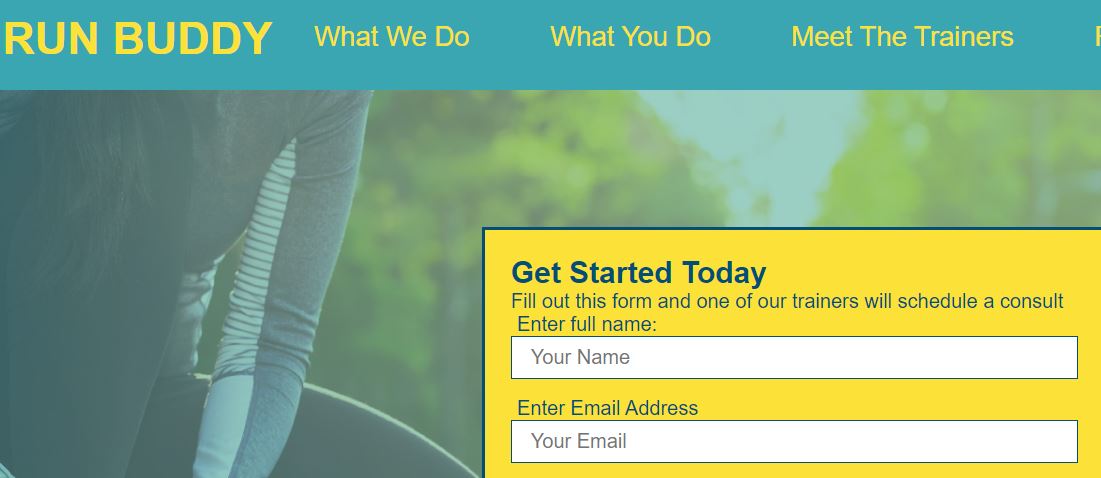 RUN BUDDY What We Do What You Do Meet The Trainers
Get Started Today
Fill out this form and one of our trainers will schedule a consult
Enter full name:
Your Name
Enter Email Address
Your Email